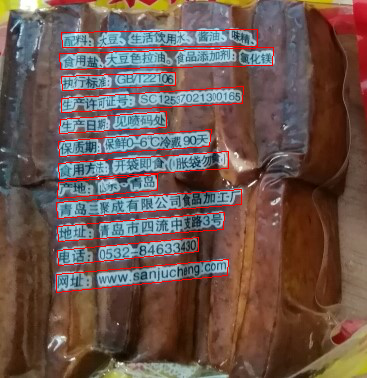 配料:大豆、生活饮用水、酱油、味精、
食用盐、大豆色拉油。食品添加剂:氯化镁
执行标准:GB/T22106
生产许可证号:SC12537021300165
生产日期:见喷码处
保质期:保鲜0-6℃冷藏90天
食用方法:开袋即食(胀袋勿食)
产地:山东·青岛
青岛三聚成有限公司食品加工厂
地址:青岛市四流中支路3号
电话:0532-84633430
网址:www.sanjucheng.com